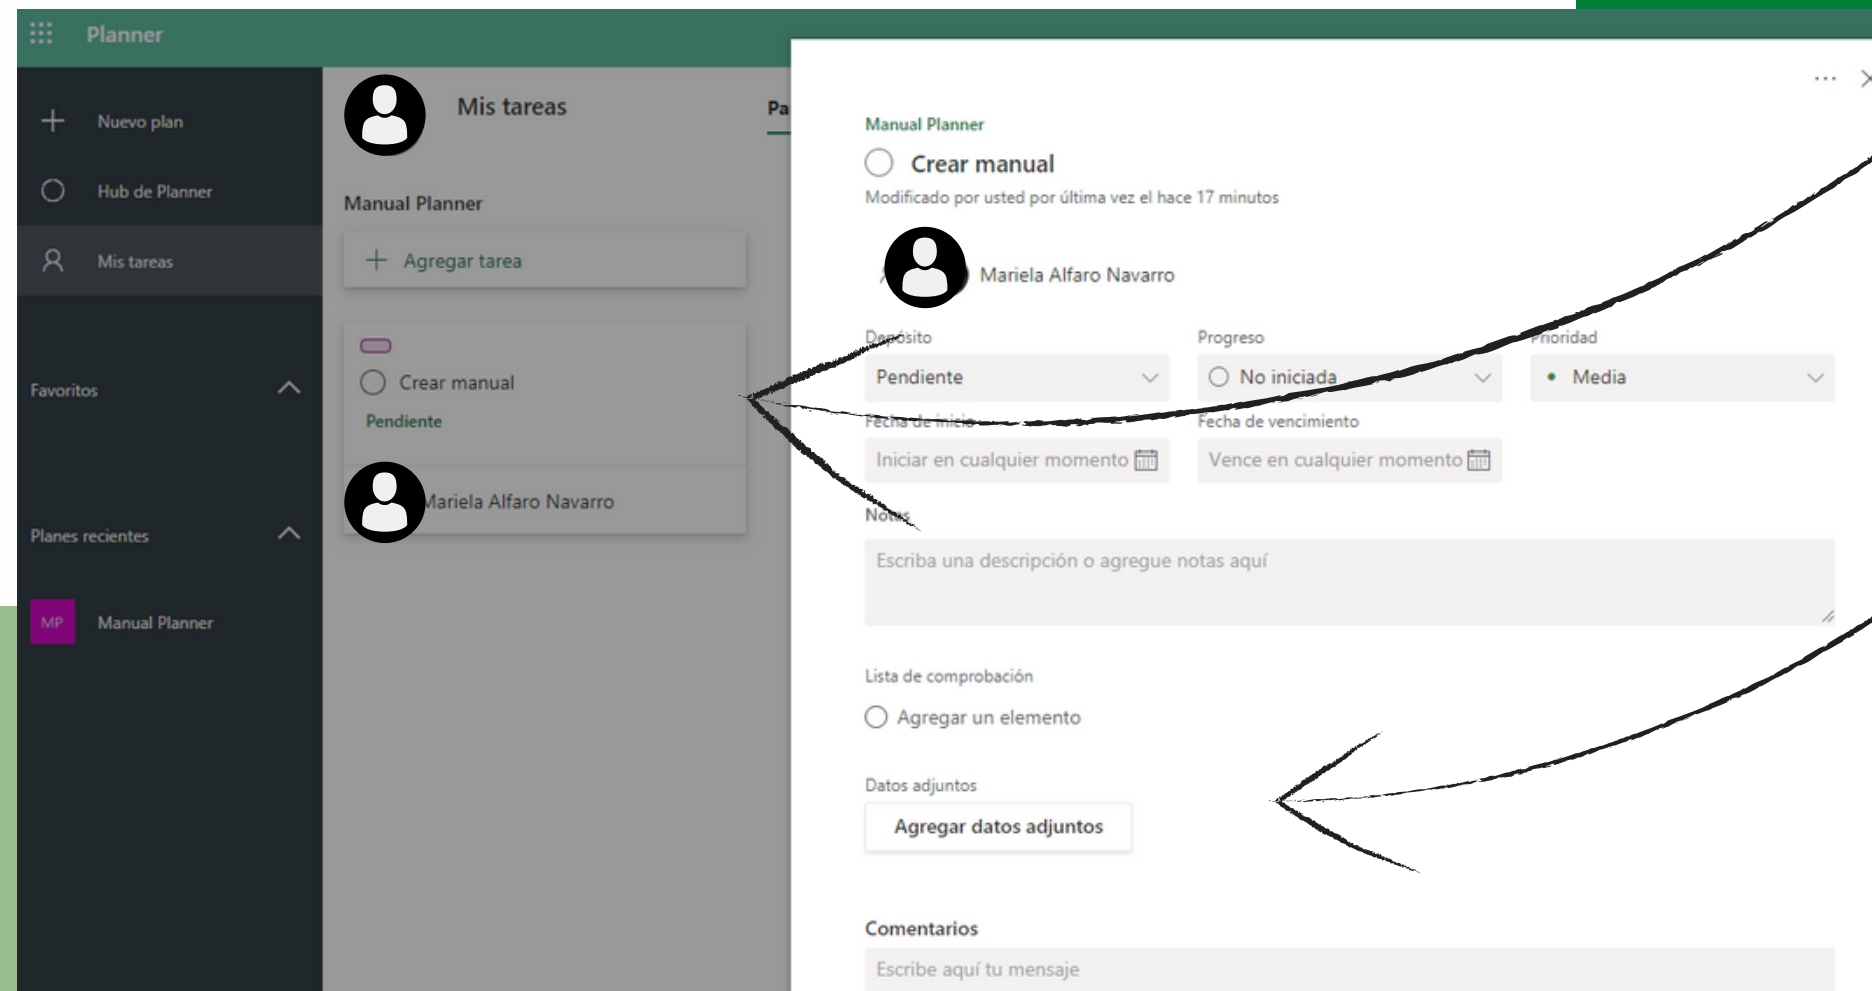 Planner
Nuevo plan
Hub de Planner
Mis tareas
Favoritos
Planes recientes
MP Manual Planner
Mis tareas
Pa
Manual Planner
Agregar tarea
Crear manual
Pendiente
Mariela Alfaro Navarro
Manual Planner
Crear manual
Modificado por usted por última vez el hace 17 minutos
Mariela Alfaro Navarro
Depósito Progreso Prioridad
Pendiente No iniciada Media
Fecha de inicio Fecha de vencimiento
Iniciar en cualquier momento Vence en cualquier momento
Notas
Escriba una descripción o agregue notas aquí
Lista de comprobación
Agregar un elemento
Datos adjuntos
Agregar datos adjuntos
Comentarios
Escribe aquí tu mensaje